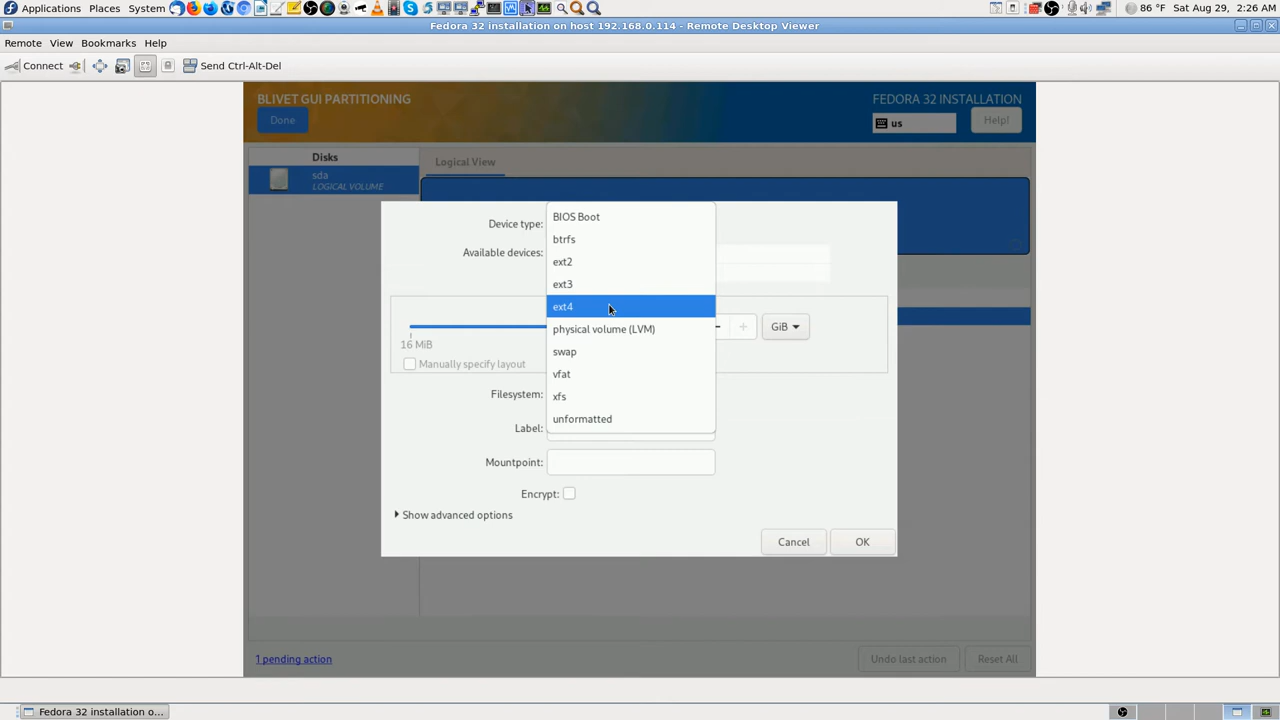 Applications Places System 86 °F Sat Aug 29, 2:26 AM
Fedora 32 installation on host 192.168.0.114 - Remote Desktop Viewer
Remote View Bookmarks Help
Connect Send Ctrl-Alt-Del
BLIVET GUI PARTITIONING
FEDORA 32 INSTALLATION
Done
us
Help!
Disks
Logical View
sda
LOGICAL VOLUME
Device type:
BIOS Boot
btrfs
Available devices:
ext2
ext3
ext4
16 MiB
GiB
physical volume (LVM)
swap
Manually specify layout
vfat
Filesystem:
xfs
unformatted
Label:
Mountpoint:
Encrypt:
Show advanced options
Cancel OK
1 pending action
Undo last action Reset All
Fedora 32 installation o...